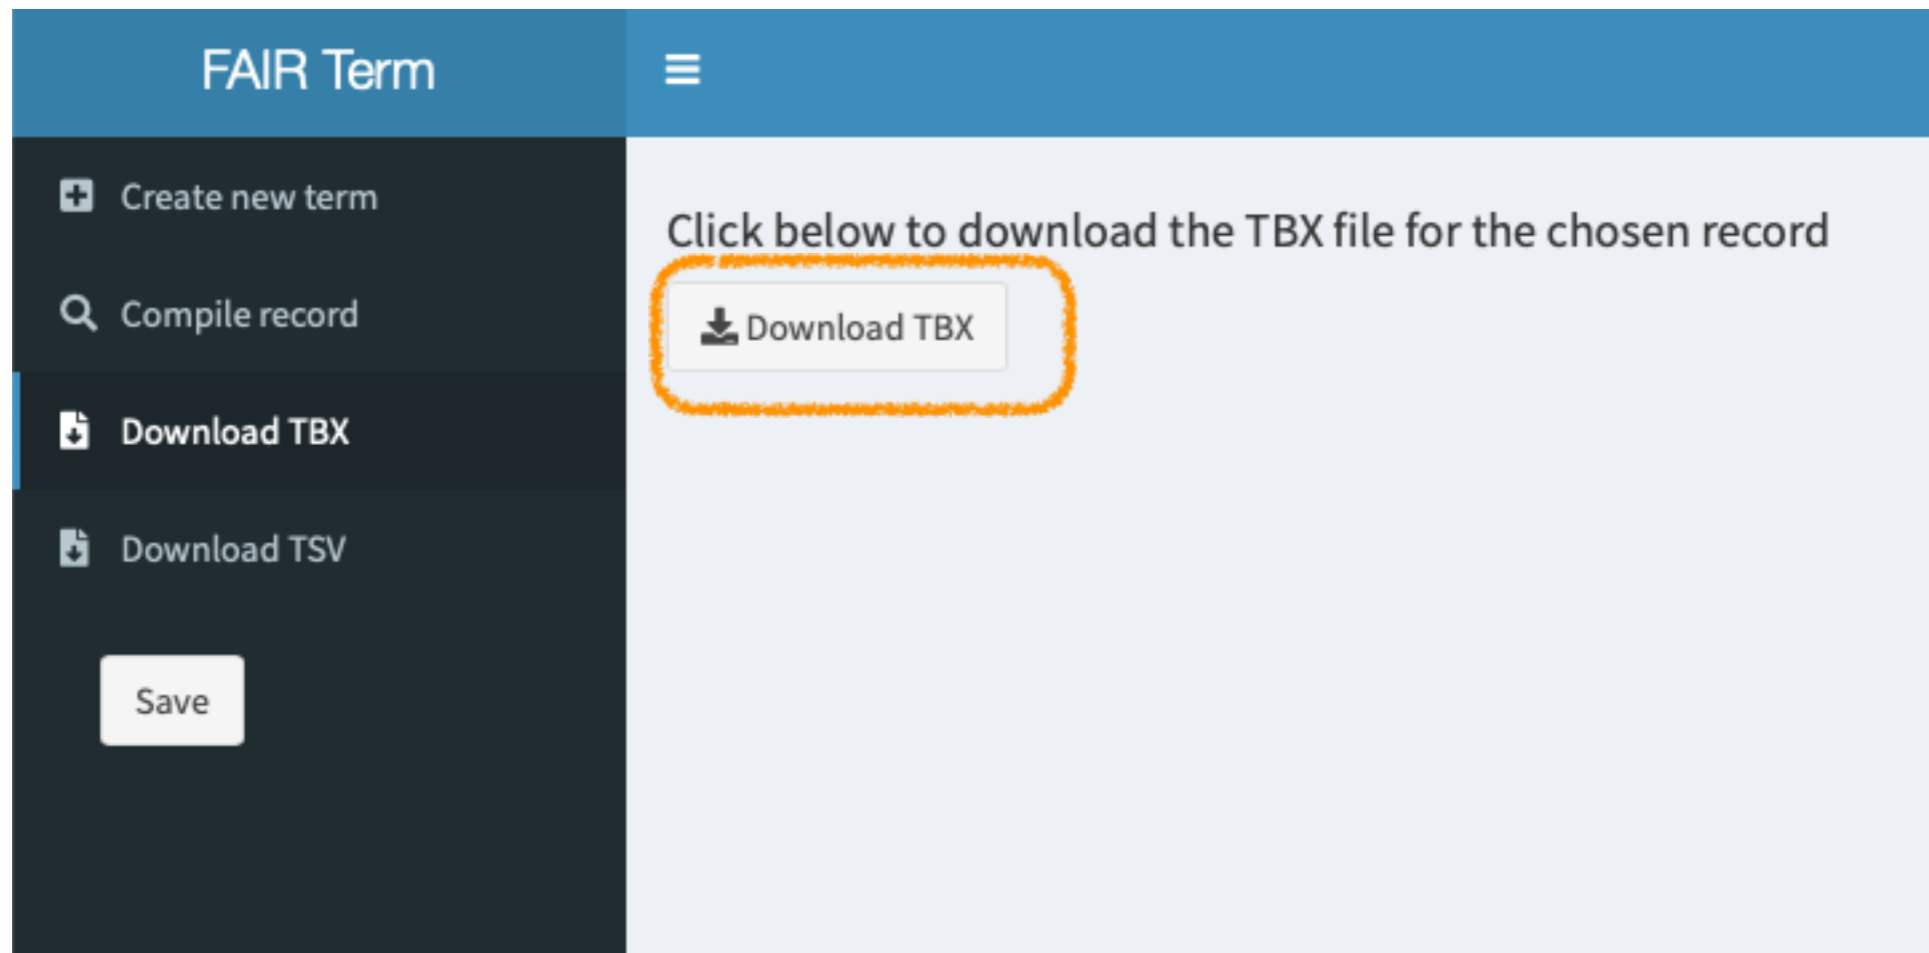 FAIR Term
Create new term
Compile record
Download TBX
Download TSV
Save
Click below to download the TBX file for the chosen record
Download TBX